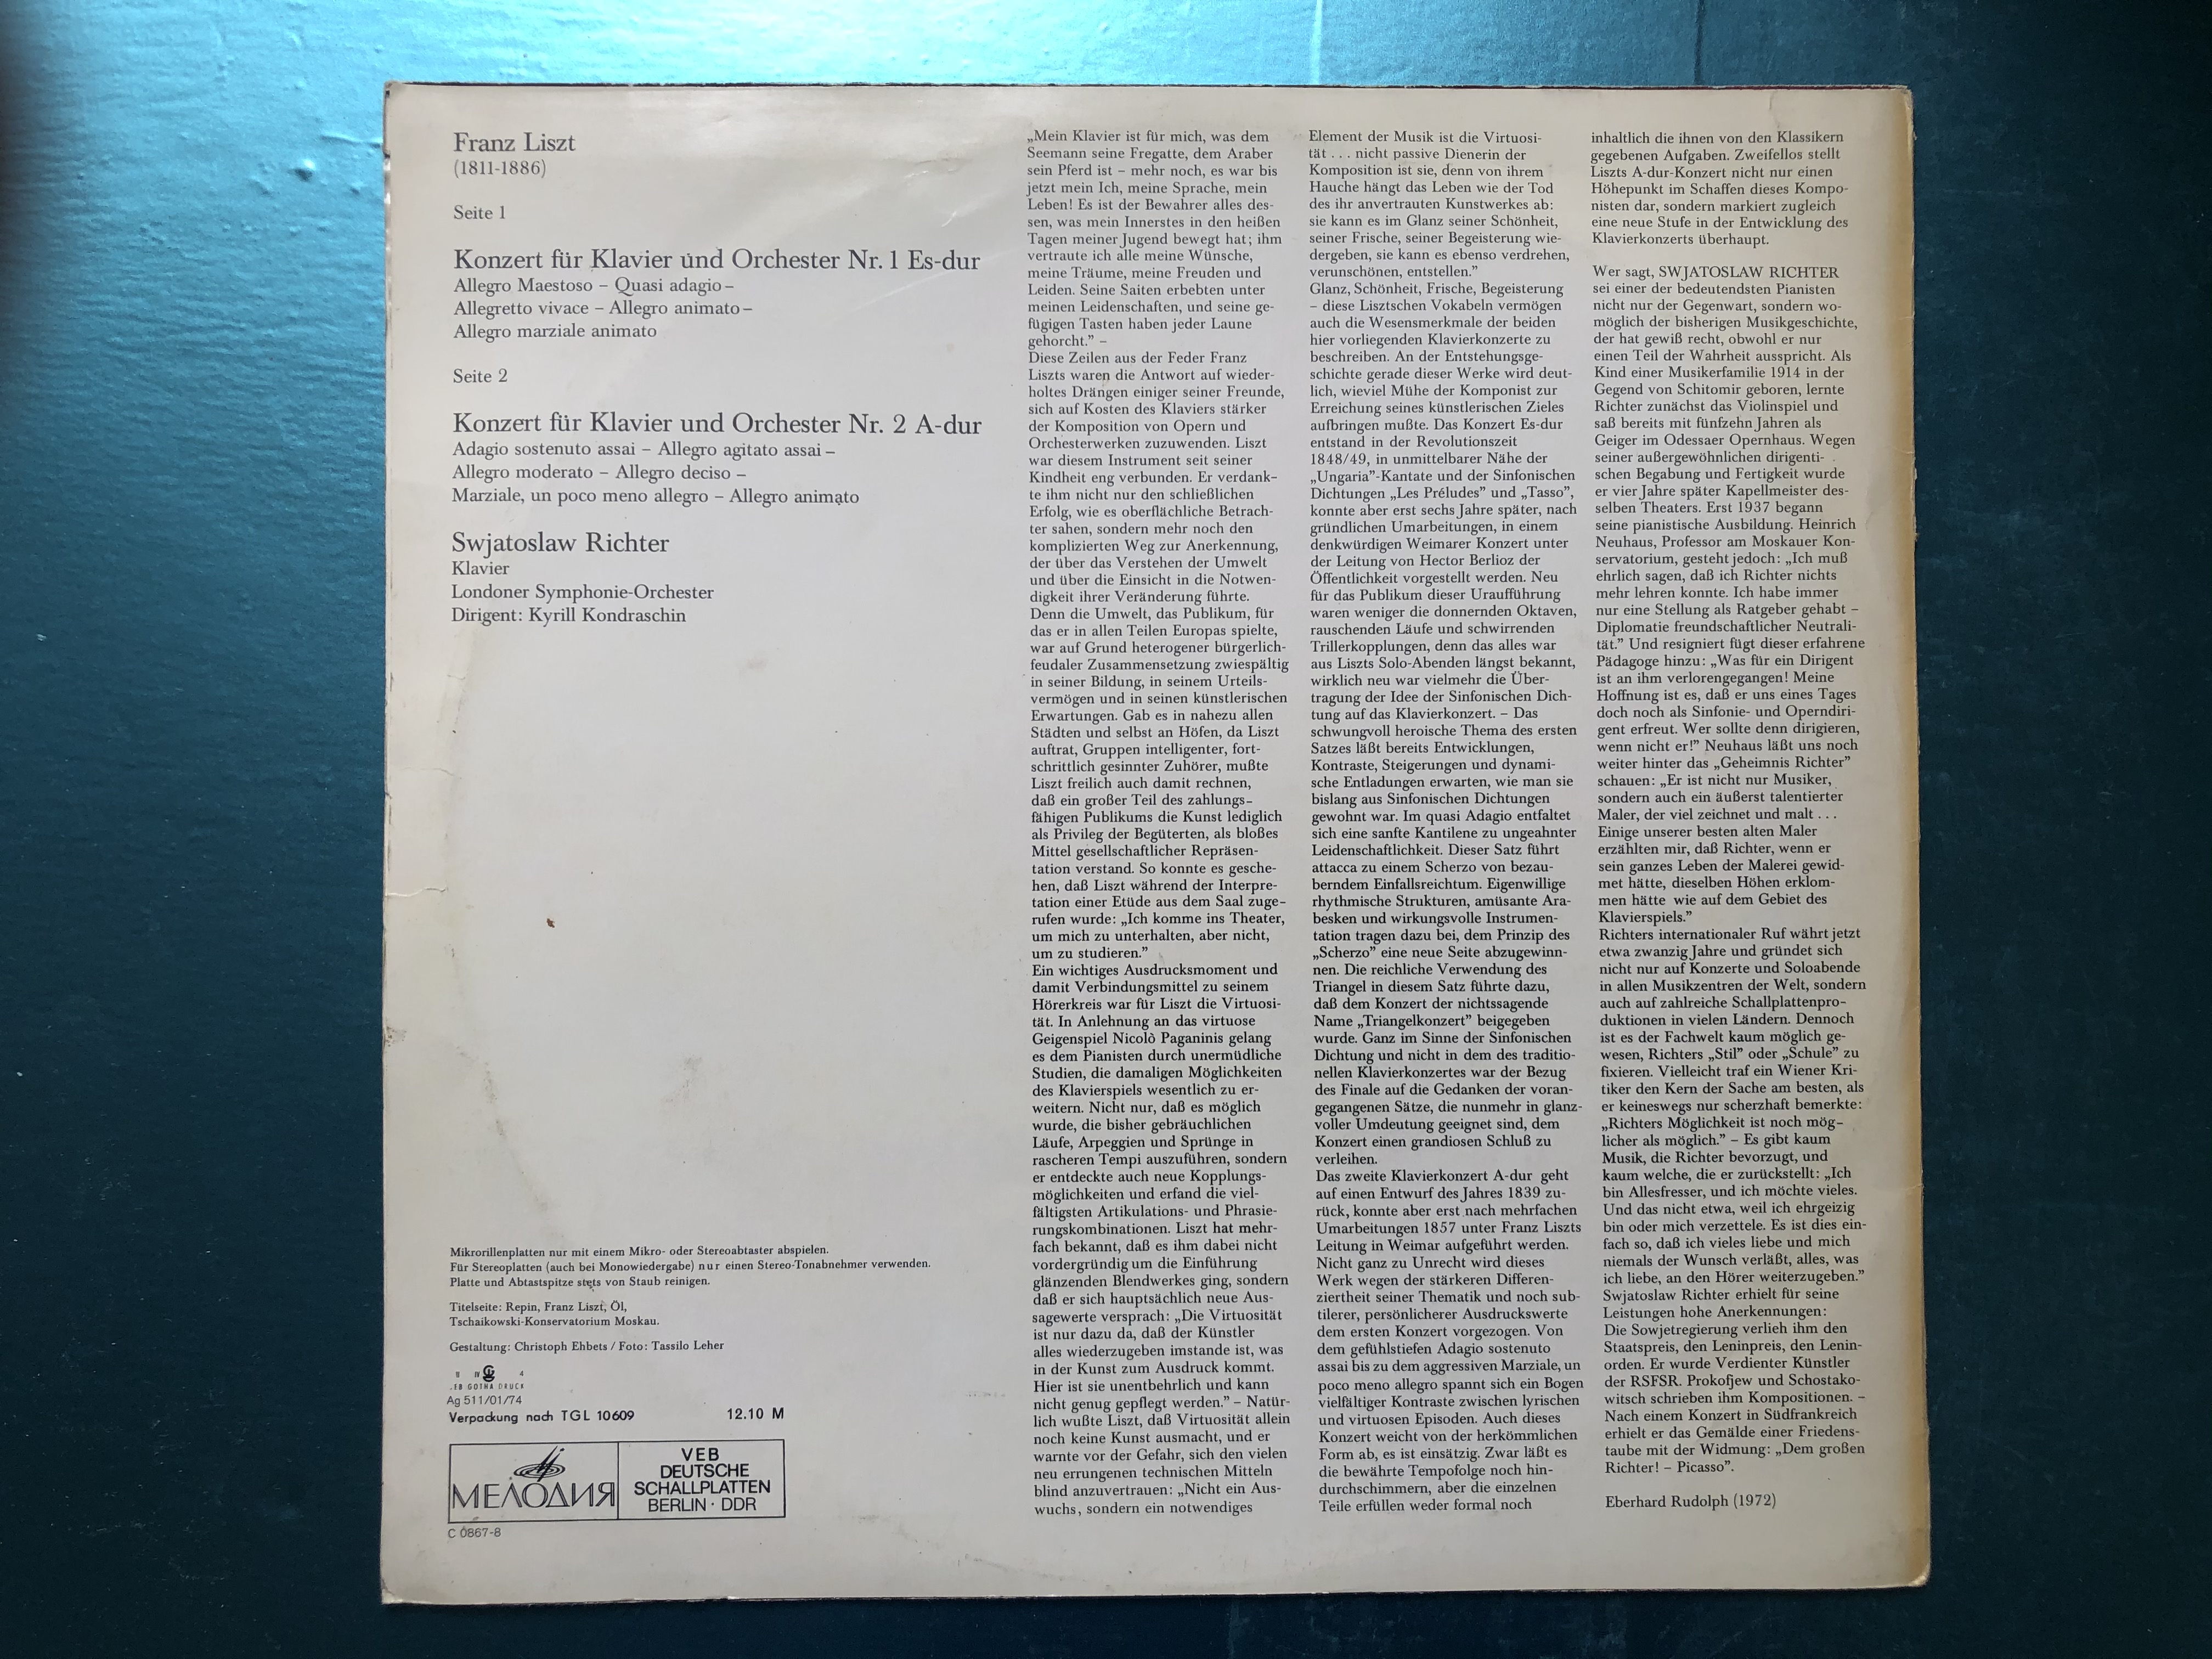 Franz Liszt
(1811-1886)
Seite 1
Konzert für Klavier und Orchester Nr. 1 Es-dur
Allegro Maestoso – Quasi adagio –
Allegretto vivace – Allegro animato –
Allegro marziale animato
Seite 2
Konzert für Klavier und Orchester Nr. 2 A-dur
Adagio sostenuto assai – Allegro agitato assai –
Allegro moderato – Allegro deciso –
Marziale, un poco meno allegro – Allegro animato
Swjatoslaw Richter
Klavier
Londoner Symphonie-Orchester
Dirigent: Kyrill Kondraschin
Mikrorillenplatten nur mit einem Mikro- oder Stereoabtaster abspielen.
Für Stereoplatten (auch bei Monowiedergabe) nur einen Stereo-Tonabnehmer verwenden.
Platte und Abtastspitze stets von Staub reinigen.
Titelseite: Repin, Franz Liszt, Öl,
Tschaikowski-Konservatorium Moskau.
Gestaltung: Christoph Ehbets / Foto: Tassilo Leher
GOTHA DRUCK
Ag 511/01/74
Verpackung nach TGL 10609 12.10 M
МЕЛОДИЯ
VEB
DEUTSCHE
SCHALLPLATTEN
BERLIN · DDR
C 0867-8
„Mein Klavier ist für mich, was dem
Seemann seine Fregatte, dem Araber
sein Pferd ist – mehr noch, es war bis
jetzt mein Ich, meine Sprache, mein
Leben! Es ist der Bewahrer alles des-
sen, was mein Innerstes in den heißen
Tagen meiner Jugend bewegt hat; ihm
vertraute ich alle meine Wünsche,
meine Träume, meine Freuden und
Leiden. Seine Saiten erbebten unter
meinen Leidenschaften, und seine ge-
fügigen Tasten haben jeder Laune
gehorcht.” –
Diese Zeilen aus der Feder Franz
Liszts waren die Antwort auf wieder-
holtes Drängen einiger seiner Freunde,
sich auf Kosten des Klaviers stärker
der Komposition von Opern und
Orchesterwerken zuzuwenden. Liszt
war diesem Instrument seit seiner
Kindheit eng verbunden. Er verdank-
te ihm nicht nur den schließlichen
Erfolg, wie es oberflächliche Betrach-
ter sahen, sondern mehr noch den
komplizierten Weg zur Anerkennung,
der über das Verstehen der Umwelt
und über die Einsicht in die Notwen-
digkeit ihrer Veränderung führte.
Denn die Umwelt, das Publikum, für
das er in allen Teilen Europas spielte,
war auf Grund heterogener bürgerlich-
feudaler Zusammensetzung zwiespältig
in seiner Bildung, in seinem Urteils-
vermögen und in seinen künstlerischen
Erwartungen. Gab es in nahezu allen
Städten und selbst an Höfen, da Liszt
auftrat, Gruppen intelligenter, fort-
schrittlich gesinnter Zuhörer, mußte
Liszt freilich auch damit rechnen,
daß ein großer Teil des zahlungs-
fähigen Publikums die Kunst lediglich
als Privileg der Begüterten, als bloßes
Mittel gesellschaftlicher Repräsen-
tation verstand. So konnte es gesche-
hen, daß Liszt während der Interpre-
tation einer Etüde aus dem Saal zuge-
rufen wurde: „Ich komme ins Theater,
um mich zu unterhalten, aber nicht,
um zu studieren.”
Ein wichtiges Ausdrucksmoment und
damit Verbindungsmittel zu seinem
Hörerkreis war für Liszt die Virtuosi-
tät. In Anlehnung an das virtuose
Geigenspiel Nicolò Paganinis gelang
es dem Pianisten durch unermüdliche
Studien, die damaligen Möglichkeiten
des Klavierspiels wesentlich zu er-
weitern. Nicht nur, daß es möglich
wurde, die bisher gebräuchlichen
Läufe, Arpeggien und Sprünge in
rascheren Tempi auszuführen, sondern
er entdeckte auch neue Kopplungs-
möglichkeiten und erfand die viel-
fältigsten Artikulations- und Phrasie-
rungskombinationen. Liszt hat mehr-
fach bekannt, daß es ihm dabei nicht
vordergründig um die Einführung
glänzenden Blendwerkes ging, sondern
daß er sich hauptsächlich neue Aus-
sagewerte versprach: „Die Virtuosität
ist nur dazu da, daß der Künstler
alles wiederzugeben imstande ist, was
in der Kunst zum Ausdruck kommt.
Hier ist sie unentbehrlich und kann
nicht genug gepflegt werden.” – Natür-
lich wußte Liszt, daß Virtuosität allein
noch keine Kunst ausmacht, und er
warnte vor der Gefahr, sich den vielen
neu errungenen technischen Mitteln
blind anzuvertrauen: „Nicht ein Aus-
wuchs, sondern ein notwendiges
Element der Musik ist die Virtuosi-
tät . . . nicht passive Dienerin der
Komposition ist sie, denn von ihrem
Hauche hängt das Leben wie der Tod
des ihr anvertrauten Kunstwerkes ab:
sie kann es im Glanz seiner Schönheit,
seiner Frische, seiner Begeisterung wie-
dergeben, sie kann es ebenso verdrehen,
verunschönen, entstellen.”
Glanz, Schönheit, Frische, Begeisterung
– diese Lisztschen Vokabeln vermögen
auch die Wesensmerkmale der beiden
hier vorliegenden Klavierkonzerte zu
beschreiben. An der Entstehungsge-
schichte gerade dieser Werke wird deut-
lich, wieviel Mühe der Komponist zur
Erreichung seines künstlerischen Zieles
aufbringen mußte. Das Konzert Es-dur
entstand in der Revolutionszeit
1848/49, in unmittelbarer Nähe der
„Ungaria”-Kantate und der Sinfonischen
Dichtungen „Les Préludes” und „Tasso”,
konnte aber erst sechs Jahre später, nach
gründlichen Umarbeitungen, in einem
denkwürdigen Weimarer Konzert unter
der Leitung von Hector Berlioz der
Öffentlichkeit vorgestellt werden. Neu
für das Publikum dieser Uraufführung
waren weniger die donnernden Oktaven,
rauschenden Läufe und schwirrenden
Trillerkopplungen, denn das alles war
aus Liszts Solo-Abenden längst bekannt,
wirklich neu war vielmehr die Über-
tragung der Idee der Sinfonischen Dich-
tung auf das Klavierkonzert. – Das
schwungvoll heroische Thema des ersten
Satzes läßt bereits Entwicklungen,
Kontraste, Steigerungen und dynami-
sche Entladungen erwarten, wie man sie
bislang aus Sinfonischen Dichtungen
gewohnt war. Im quasi Adagio entfaltet
sich eine sanfte Kantilene zu ungeahnter
Leidenschaftlichkeit. Dieser Satz führt
attacca zu einem Scherzo von bezau-
berndem Einfallsreichtum. Eigenwillige
rhythmische Strukturen, amüsante Ara-
besken und wirkungsvolle Instrumen-
tation tragen dazu bei, dem Prinzip des
„Scherzo” eine neue Seite abzugewinn-
nen. Die reichliche Verwendung des
Triangel in diesem Satz führte dazu,
daß dem Konzert der nichtssagende
Name „Triangelkonzert” beigegeben
wurde. Ganz im Sinne der Sinfonischen
Dichtung und nicht in dem des traditio-
nellen Klavierkonzertes war der Bezug
des Finale auf die Gedanken der voran-
gegangenen Sätze, die nunmehr in glanz-
voller Umdeutung geeignet sind, dem
Konzert einen grandiosen Schluß zu
verleihen.
Das zweite Klavierkonzert A-dur geht
auf einen Entwurf des Jahres 1839 zu-
rück, konnte aber erst nach mehrfachen
Umarbeitungen 1857 unter Franz Liszts
Leitung in Weimar aufgeführt werden.
Nicht ganz zu Unrecht wird dieses
Werk wegen der stärkeren Differen-
ziertheit seiner Thematik und noch sub-
tilerer, persönlicherer Ausdruckswerte
dem ersten Konzert vorgezogen. Von
dem gefühlstiefen Adagio sostenuto
assai bis zu dem aggressiven Marziale, un
poco meno allegro spannt sich ein Bogen
vielfältiger Kontraste zwischen lyrischen
und virtuosen Episoden. Auch dieses
Konzert weicht von der herkömmlichen
Form ab, es ist einsätzig. Zwar läßt es
die bewährte Tempofolge noch hin-
durchschimmern, aber die einzelnen
Teile erfüllen weder formal noch
inhaltlich die ihnen von den Klassikern
gegebenen Aufgaben. Zweifellos stellt
Liszts A-dur-Konzert nicht nur einen
Höhepunkt im Schaffen dieses Kompo-
nisten dar, sondern markiert zugleich
eine neue Stufe in der Entwicklung des
Klavierkonzerts überhaupt.
Wer sagt, SWJATOSLAW RICHTER
sei einer der bedeutendsten Pianisten
nicht nur der Gegenwart, sondern wo-
möglich der bisherigen Musikgeschichte,
der hat gewiß recht, obwohl er nur
einen Teil der Wahrheit ausspricht. Als
Kind einer Musikerfamilie 1914 in der
Gegend von Schitomir geboren, lernte
Richter zunächst das Violinspiel und
saß bereits mit fünfzehn Jahren als
Geiger im Odessaer Opernhaus. Wegen
seiner außergewöhnlichen dirigenti-
schen Begabung und Fertigkeit wurde
er vier Jahre später Kapellmeister des-
selben Theaters. Erst 1937 begann
seine pianistische Ausbildung. Heinrich
Neuhaus, Professor am Moskauer Kon-
servatorium, gesteht jedoch: „Ich muß
ehrlich sagen, daß ich Richter nichts
mehr lehren konnte. Ich habe immer
nur eine Stellung als Ratgeber gehabt –
Diplomatie freundschaftlicher Neutrali-
tät.” Und resigniert fügt dieser erfahrene
Pädagoge hinzu: „Was für ein Dirigent
ist an ihm verlorengegangen! Meine
Hoffnung ist es, daß er uns eines Tages
doch noch als Sinfonie- und Operndiri-
gent erfreut. Wer sollte denn dirigieren,
wenn nicht er!” Neuhaus läßt uns noch
weiter hinter das „Geheimnis Richter”
schauen: „Er ist nicht nur Musiker,
sondern auch ein äußerst talentierter
Maler, der viel zeichnet und malt . . .
Einige unserer besten alten Maler
erzählten mir, daß Richter, wenn er
sein ganzes Leben der Malerei gewid-
met hätte, dieselben Höhen erklom-
men hätte wie auf dem Gebiet des
Klavierspiels.”
Richters internationaler Ruf währt jetzt
etwa zwanzig Jahre und gründet sich
nicht nur auf Konzerte und Soloabende
in allen Musikzentren der Welt, sondern
auch auf zahlreiche Schallplattenpro-
duktionen in vielen Ländern. Dennoch
ist es der Fachwelt kaum möglich ge-
wesen, Richters „Stil” oder „Schule” zu
fixieren. Vielleicht traf ein Wiener Kri-
tiker den Kern der Sache am besten, als
er keineswegs nur scherzhaft bemerkte:
„Richters Möglichkeit ist noch mög-
licher als möglich.” – Es gibt kaum
Musik, die Richter bevorzugt, und
kaum welche, die er zurückstellt: „Ich
bin Allesfresser, und ich möchte vieles.
Und das nicht etwa, weil ich ehrgeizig
bin oder mich verzettele. Es ist dies ein-
fach so, daß ich vieles liebe und mich
niemals der Wunsch verläßt, alles, was
ich liebe, an den Hörer weiterzugeben.”
Swjatoslaw Richter erhielt für seine
Leistungen hohe Anerkennungen:
Die Sowjetregierung verlieh ihm den
Staatspreis, den Leninpreis, den Lenin-
orden. Er wurde Verdienter Künstler
der RSFSR. Prokofjew und Schostako-
witsch schrieben ihm Kompositionen. –
Nach einem Konzert in Südfrankreich
erhielt er das Gemälde einer Friedens-
taube mit der Widmung: „Dem großen
Richter! – Picasso”.
Eberhard Rudolph (1972)